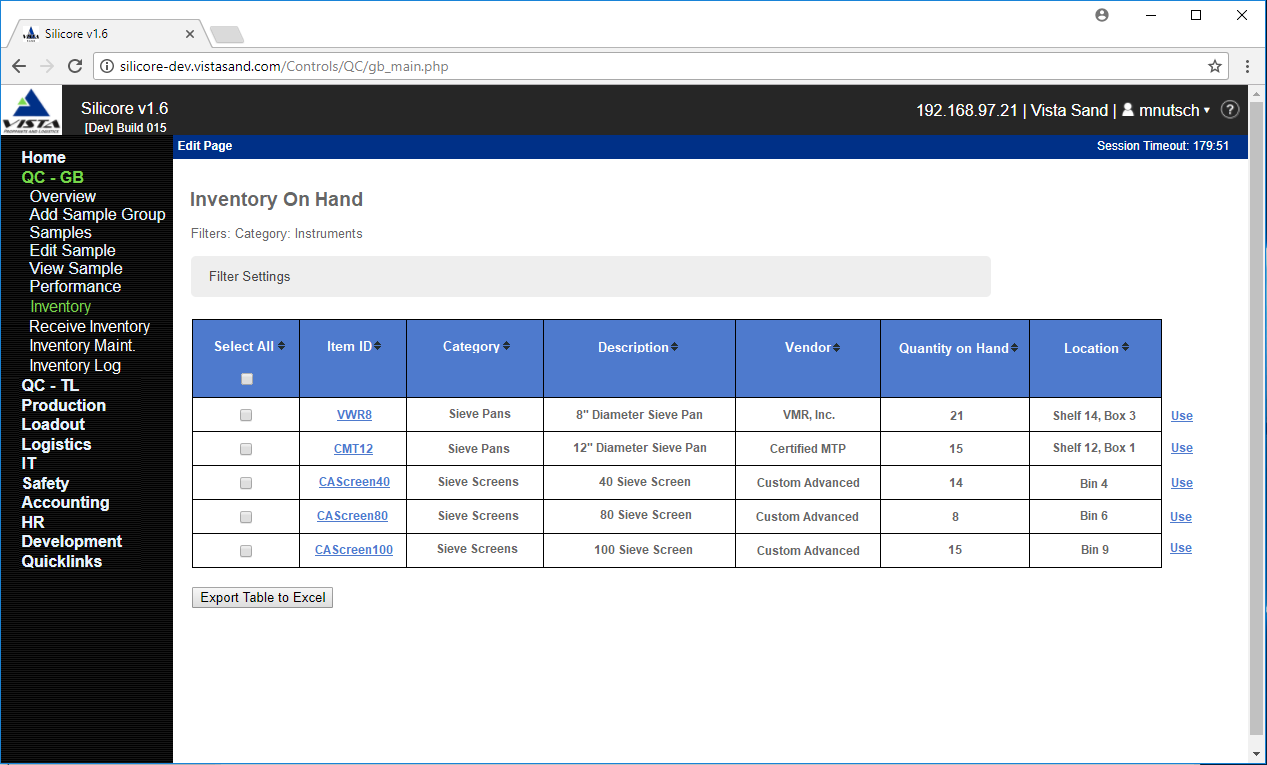 Silicore v1.6
silicore-dev.vistasand.com/Controls/QC/gb_main.php
VISTA
PROPPANTS AND LOGISTICS
Silicore v1.6
[Dev] Build 015
192.168.97.21 | Vista Sand | mnutsch ?
Edit Page Session Timeout: 179:51
Home
QC - GB
Overview
Add Sample Group
Samples
Edit Sample
View Sample
Performance
Inventory
Receive Inventory
Inventory Maint.
Inventory Log
QC - TL
Production
Loadout
Logistics
IT
Safety
Accounting
HR
Development
Quicklinks
Inventory On Hand
Filters: Category: Instruments
Filter Settings
Select All Item ID Category Description Vendor Quantity on Hand Location
VWR8 Sieve Pans 8" Diameter Sieve Pan VMR, Inc. 21 Shelf 14, Box 3 Use
CMT12 Sieve Pans 12" Diameter Sieve Pan Certified MTP 15 Shelf 12, Box 1 Use
CAScreen40 Sieve Screens 40 Sieve Screen Custom Advanced 14 Bin 4 Use
CAScreen80 Sieve Screens 80 Sieve Screen Custom Advanced 8 Bin 6 Use
CAScreen100 Sieve Screens 100 Sieve Screen Custom Advanced 15 Bin 9 Use
Export Table to Excel